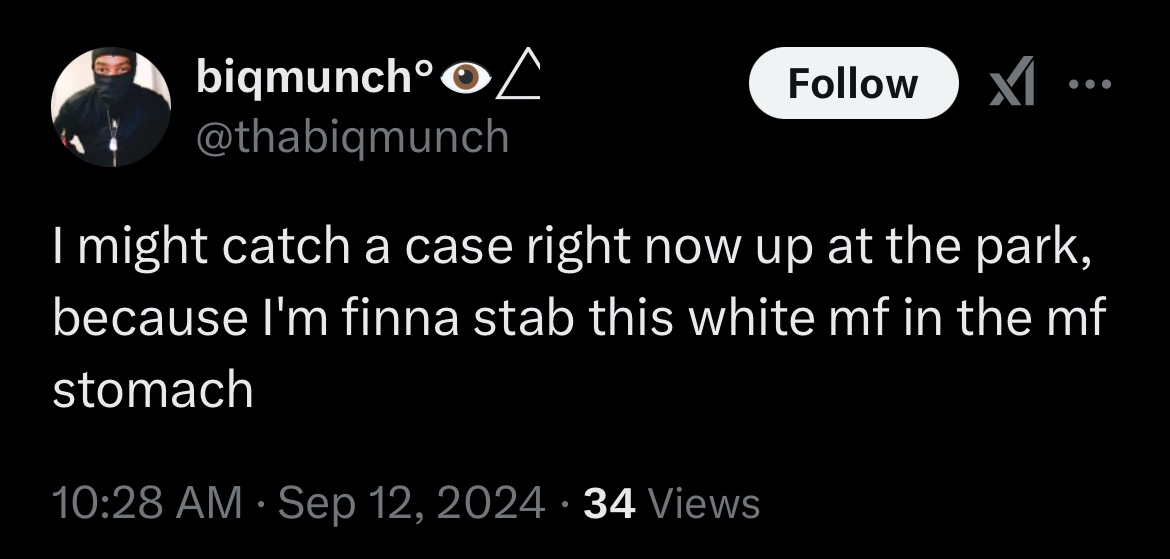 biqmunch°👁️△
@thabiqmunch
Follow
I might catch a case right now up at the park,
because I'm finna stab this white mf in the mf
stomach
10:28 AM · Sep 12, 2024 · 34 Views